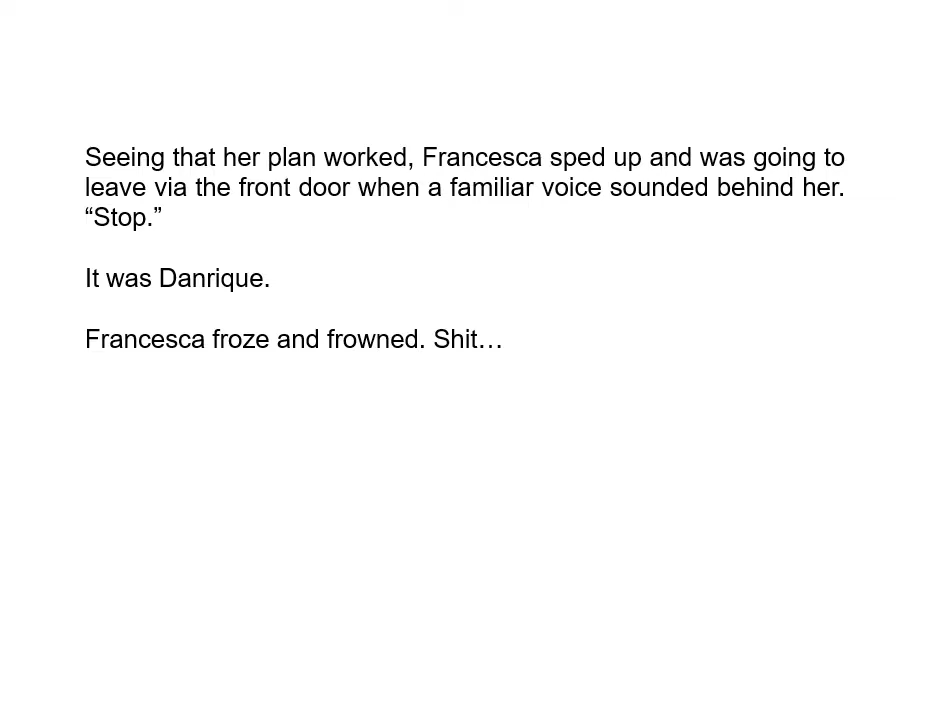 Seeing that her plan worked, Francesca sped up and was going to
leave via the front door when a familiar voice sounded behind her.
“Stop.”
It was Danrique.
Francesca froze and frowned. Shit…